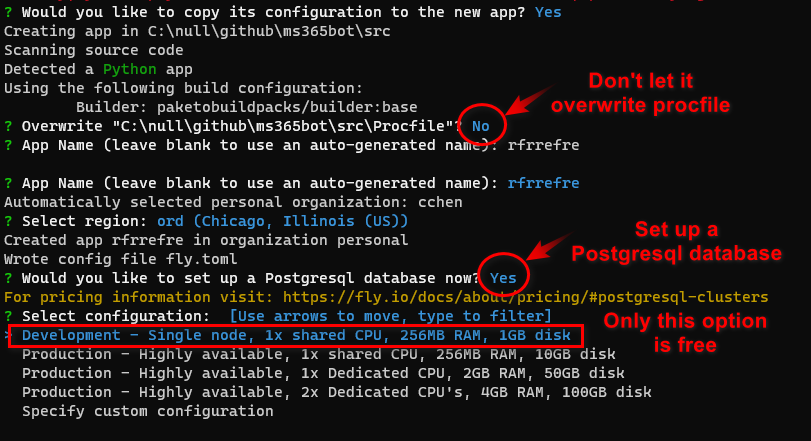 ? Would you like to copy its configuration to the new app? Yes
Creating app in C:\null\github\ms365bot\src
Scanning source code
Detected a Python app
Using the following build configuration:
Builder: paketobuildpacks/builder:base
? Overwrite "C:\null\github\ms365bot\src\Procfile"? No
? App Name (leave blank to use an auto-generated name): rfrrefre
Don't let it
overwrite procfile
? App Name (leave blank to use an auto-generated name): rfrrefre
Automatically selected personal organization: cchen
? Select region: ord (Chicago, Illinois (US))
Created app rfrrefre in organization personal
Wrote config file fly.toml
? Would you like to set up a Postgresql database now? Yes
Set up a
Postgresql database
For pricing information visit: https://fly.io/docs/about/pricing/#postgresql-clusters
? Select configuration: [Use arrows to move, type to filter]
> Development - Single node, 1x shared CPU, 256MB RAM, 1GB disk
Only this option
is free
Production - Highly available, 1x shared CPU, 256MB RAM, 10GB disk
Production - Highly available, 1x Dedicated CPU, 2GB RAM, 50GB disk
Production - Highly available, 2x Dedicated CPU's, 4GB RAM, 100GB disk
Specify custom configuration